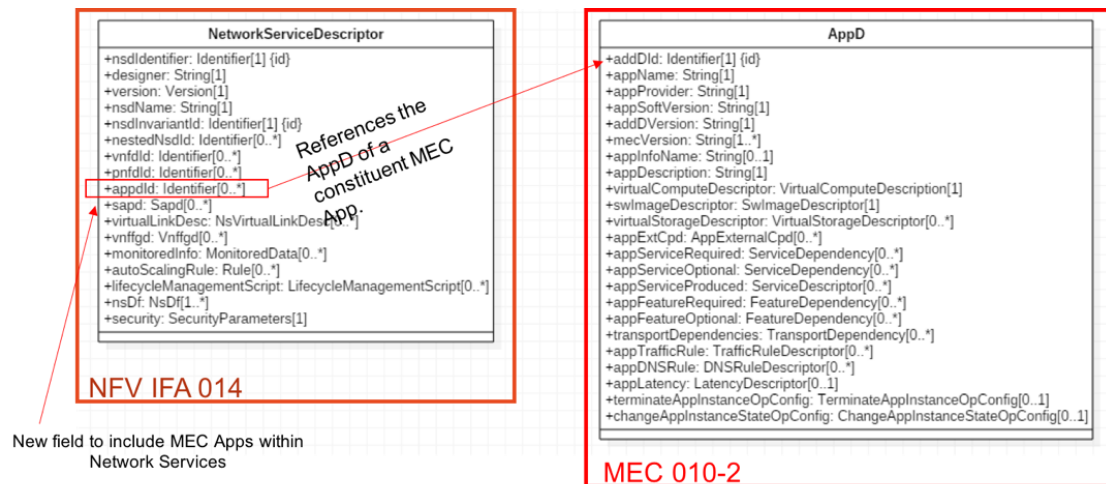 NetworkServiceDescriptor
+nsdIdentifier: Identifier[1] {id}
+designer: String[1]
+version: Version[1]
+nsdName: String[1]
+nsdInvariantId: Identifier[1] {id}
+nestedNsdId: Identifier[0..*]
+vnfdId: Identifier[0..*]
+pnfdId: Identifier[0..*]
+appdId: Identifier[0..*]
+sapd: Sapd[0..*]
+virtualLinkDesc: NsVirtualLinkDesc[0..*]
+vnffgd: Vnffgd[0..*]
+monitoredInfo: MonitoredData[0..*]
+autoScalingRule: Rule[0..*]
+lifecycleManagementScript: LifecycleManagementScript[0..*]
+nsDf: NsDf[1..*]
+security: SecurityParameters[1]
NFV IFA 014
References the
AppD of a
constituent MEC
App.
New field to include MEC Apps within
Network Services
AppD
+addDId: Identifier[1] {id}
+appName: String[1]
+appProvider: String[1]
+appSoftVersion: String[1]
+addDVersion: String[1]
+mecVersion: String[1..*]
+appInfoName: String[0..1]
+appDescription: String[1]
+virtualComputeDescriptor: VirtualComputeDescription[1]
+swImageDescriptor: SwImageDescriptor[1]
+virtualStorageDescriptor: VirtualStorageDescriptor[0..*]
+appExtCpd: AppExternalCpd[0..*]
+appServiceRequired: ServiceDependency[0..*]
+appServiceOptional: ServiceDependency[0..*]
+appServiceProduced: ServiceDescriptor[0..*]
+appFeatureRequired: FeatureDependency[0..*]
+appFeatureOptional: FeatureDependency[0..*]
+transportDependencies: TransportDependency[0..*]
+appTrafficRule: TrafficRuleDescriptor[0..*]
+appDNSRule: DNSRuleDescriptor[0..*]
+appLatency: LatencyDescriptor[0..1]
+terminateAppInstanceOpConfig: TerminateAppInstanceOpConfig[0..1]
+changeAppInstanceStateOpConfig: ChangeAppInstanceStateOpConfig[0..1]
MEC 010-2